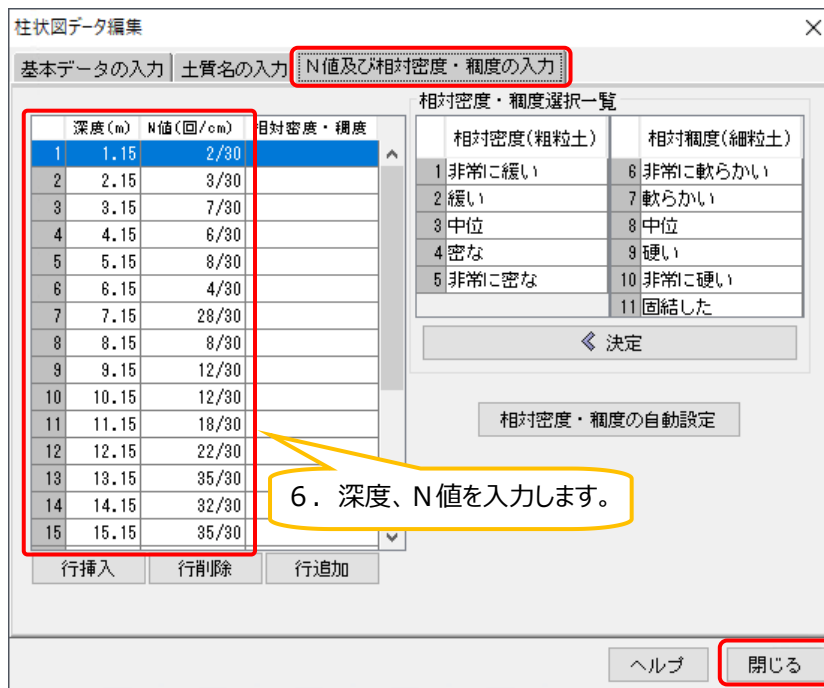 柱状図データ編集
基本データの入力 土質名の入力 N値及び相対密度・稠度の入力
深度(m) N値(回/cm) 相対密度・稠度
1 1.15 2/30
2 2.15 3/30
3 3.15 7/30
4 4.15 6/30
5 5.15 8/30
6 6.15 4/30
7 7.15 28/30
8 8.15 8/30
9 9.15 12/30
10 10.15 12/30
11 11.15 18/30
12 12.15 22/30
13 13.15 35/30
14 14.15 32/30
15 15.15 35/30
行挿入 行削除 行追加
相対密度・稠度選択一覧
相対密度(粗粒土) 相対稠度(細粒土)
1 非常に緩い 6 非常に軟らかい
2 緩い 7 軟らかい
3 中位 8 中位
4 密な 9 硬い
5 非常に密な 10 非常に硬い
11 固結した
≪ 決定
相対密度・稠度の自動設定
6．深度、N値を入力します。
ヘルプ 閉じる